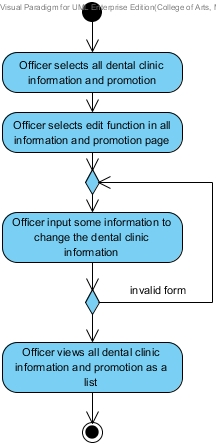 Visual Paradigm for UML Enterprise Edition(College of Arts,
Officer selects all dental clinic
information and promotion
Officer selects edit function in all
information and promotion page
Officer input some information to
change the dental clinic
information
invalid form
Officer views all dental clinic
information and promotion as a
list